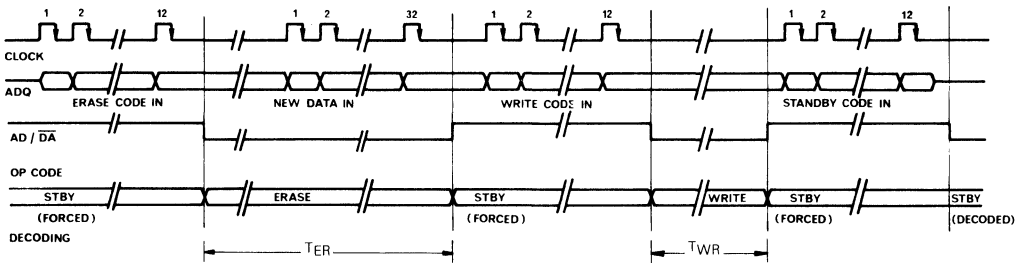 1 2 12 1 2 32 1 2 12 1 2 12
CLOCK
ADQ ERASE CODE IN NEW DATA IN WRITE CODE IN STANDBY CODE IN
AD / DA
OP CODE
STBY ERASE STBY WRITE STBY STBY
(FORCED) (FORCED) (FORCED) (DECODED)
DECODING
TER TWR